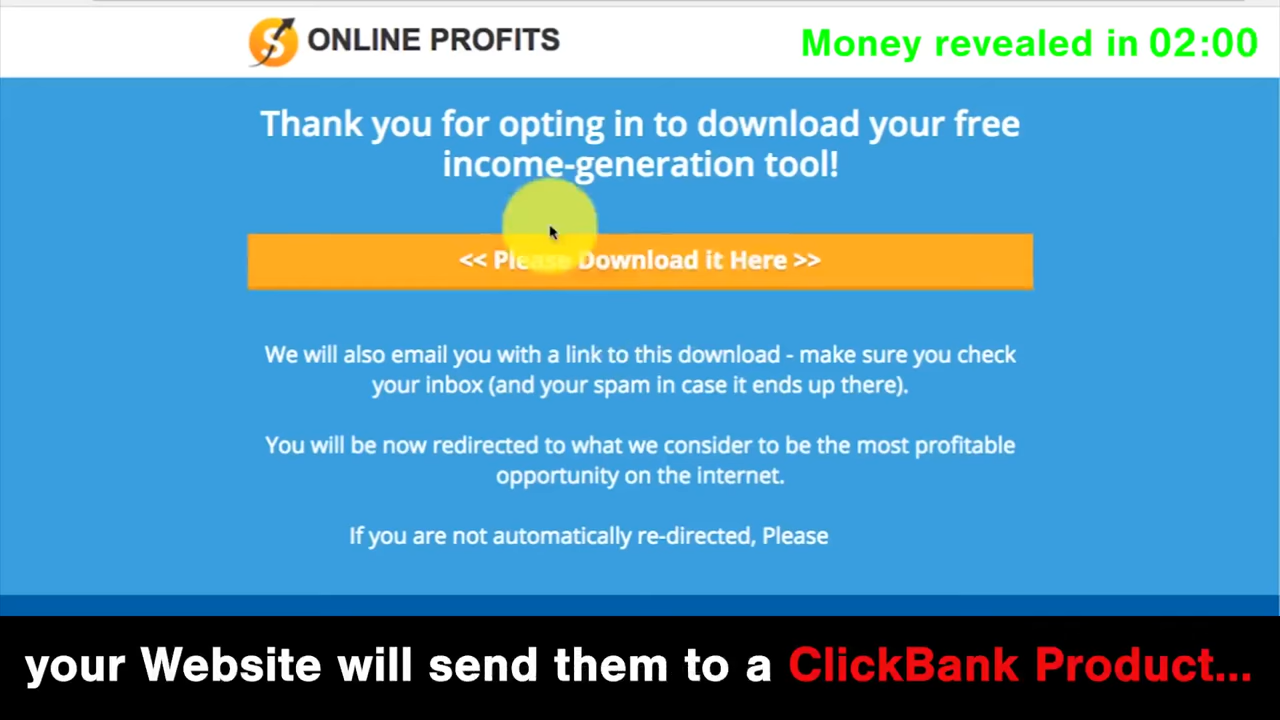 ONLINE PROFITS
Money revealed in 02:00
Thank you for opting in to download your free
income-generation tool!
<< Please Download it Here >>
We will also email you with a link to this download - make sure you check
your inbox (and your spam in case it ends up there).
You will be now redirected to what we consider to be the most profitable
opportunity on the internet.
If you are not automatically re-directed, Please
your Website will send them to a ClickBank Product...